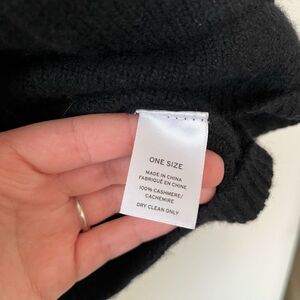 ONE SIZE
MADE IN CHINA
FABRIQUÉ EN CHINE
100% CASHMERE/
CACHEMIRE
DRY CLEAN ONLY